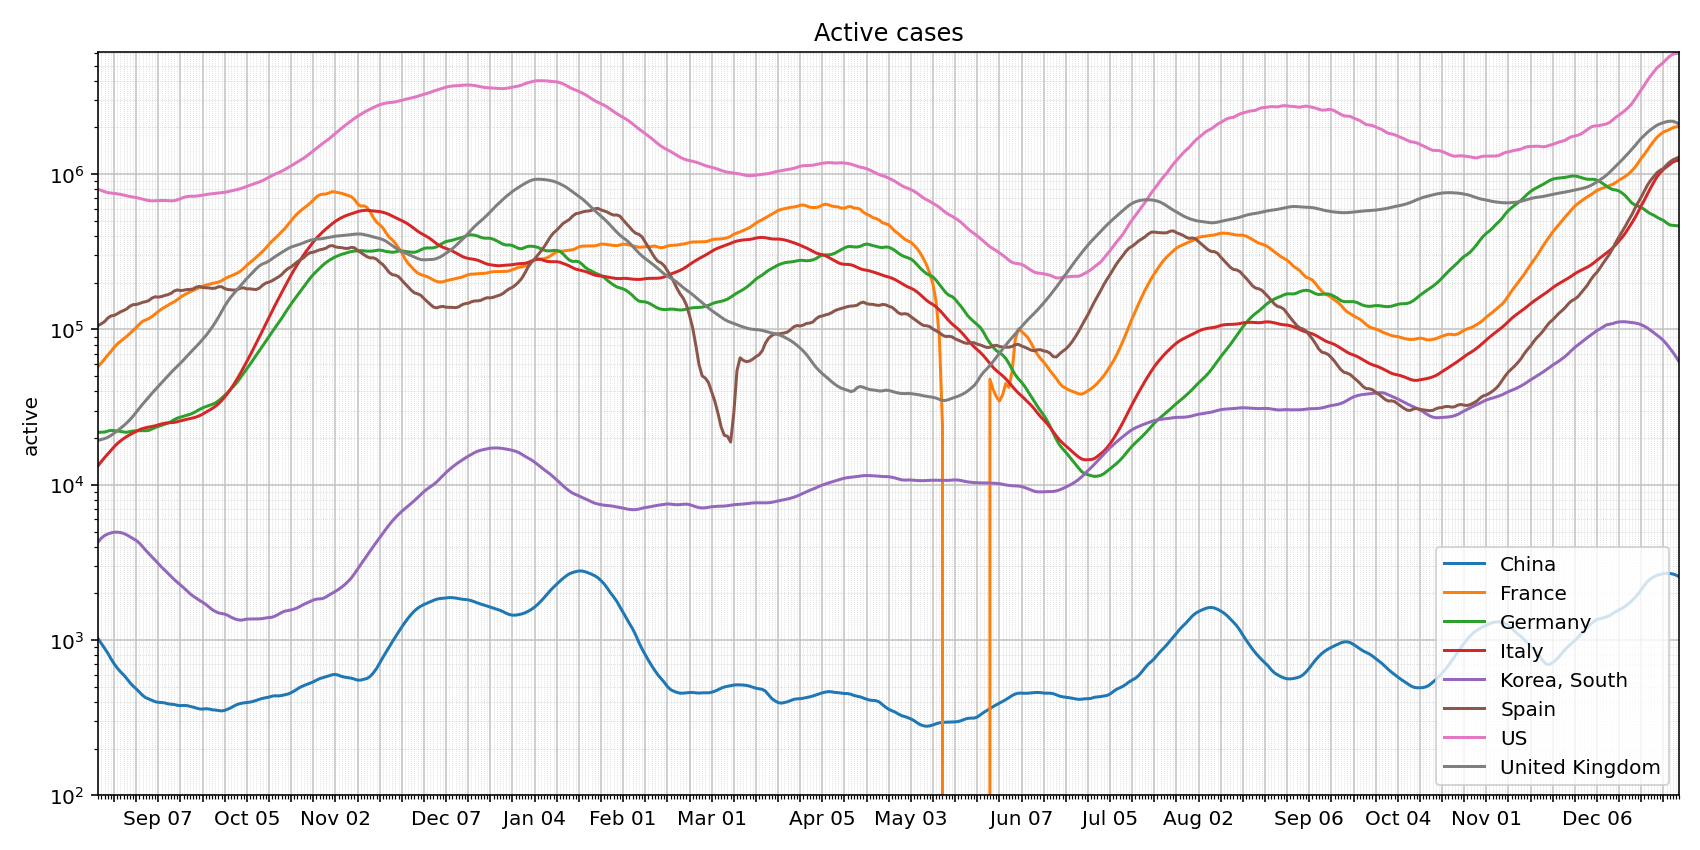 Active cases
active
10^6
10^5
10^4
10^3
10^2
Sep 07 Oct 05 Nov 02 Dec 07 Jan 04 Feb 01 Mar 01 Apr 05 May 03 Jun 07 Jul 05 Aug 02 Sep 06 Oct 04 Nov 01 Dec 06
China
France
Germany
Italy
Korea, South
Spain
US
United Kingdom